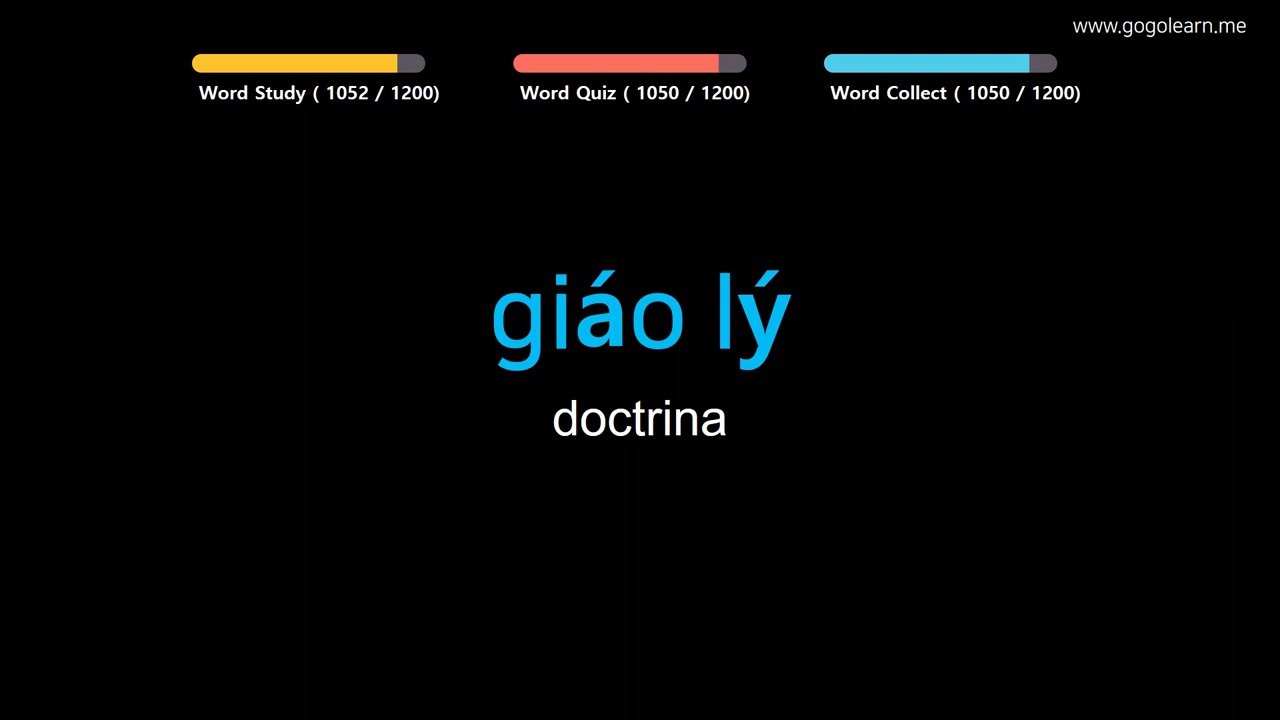 www.gogolearn.me
Word Study ( 1052 / 1200)
Word Quiz ( 1050 / 1200)
Word Collect ( 1050 / 1200)
giáo lý
doctrina